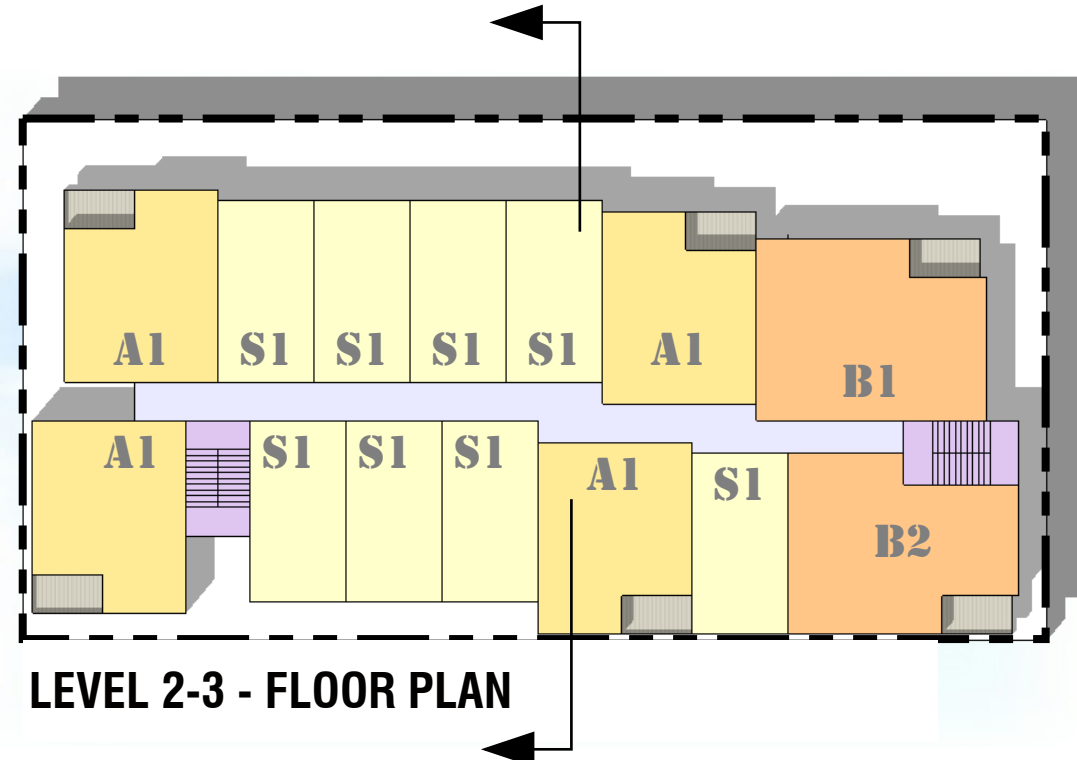 A1 S1 S1 S1 S1 A1 B1
A1 S1 S1 S1 A1 S1 B2
LEVEL 2-3 - FLOOR PLAN